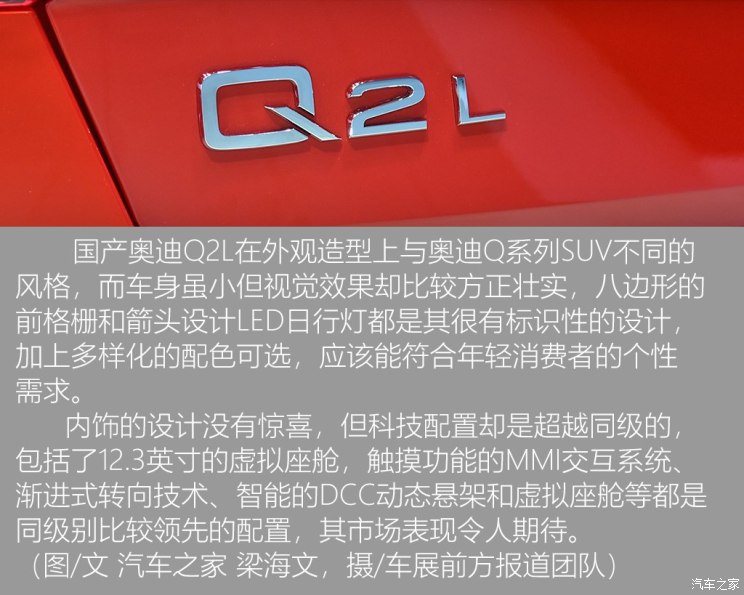 Q2L
国产奥迪Q2L在外观造型上与奥迪Q系列SUV不同的
风格，而车身虽小但视觉效果却比较方正壮实，八边形的
前格栅和箭头设计LED日行灯都是其很有标识性的设计，
加上多样化的配色可选，应该能符合年轻消费者的个性
需求。
内饰的设计没有惊喜，但科技配置却是超越同级的，
包括了12.3英寸的虚拟座舱，触摸功能的MMI交互系统、
渐进式转向技术、智能的DCC动态悬架和虚拟座舱等都是
同级别比较领先的配置，其市场表现令人期待。
（图/文 汽车之家 梁海文，摄/车展前方报道团队）
汽车之家